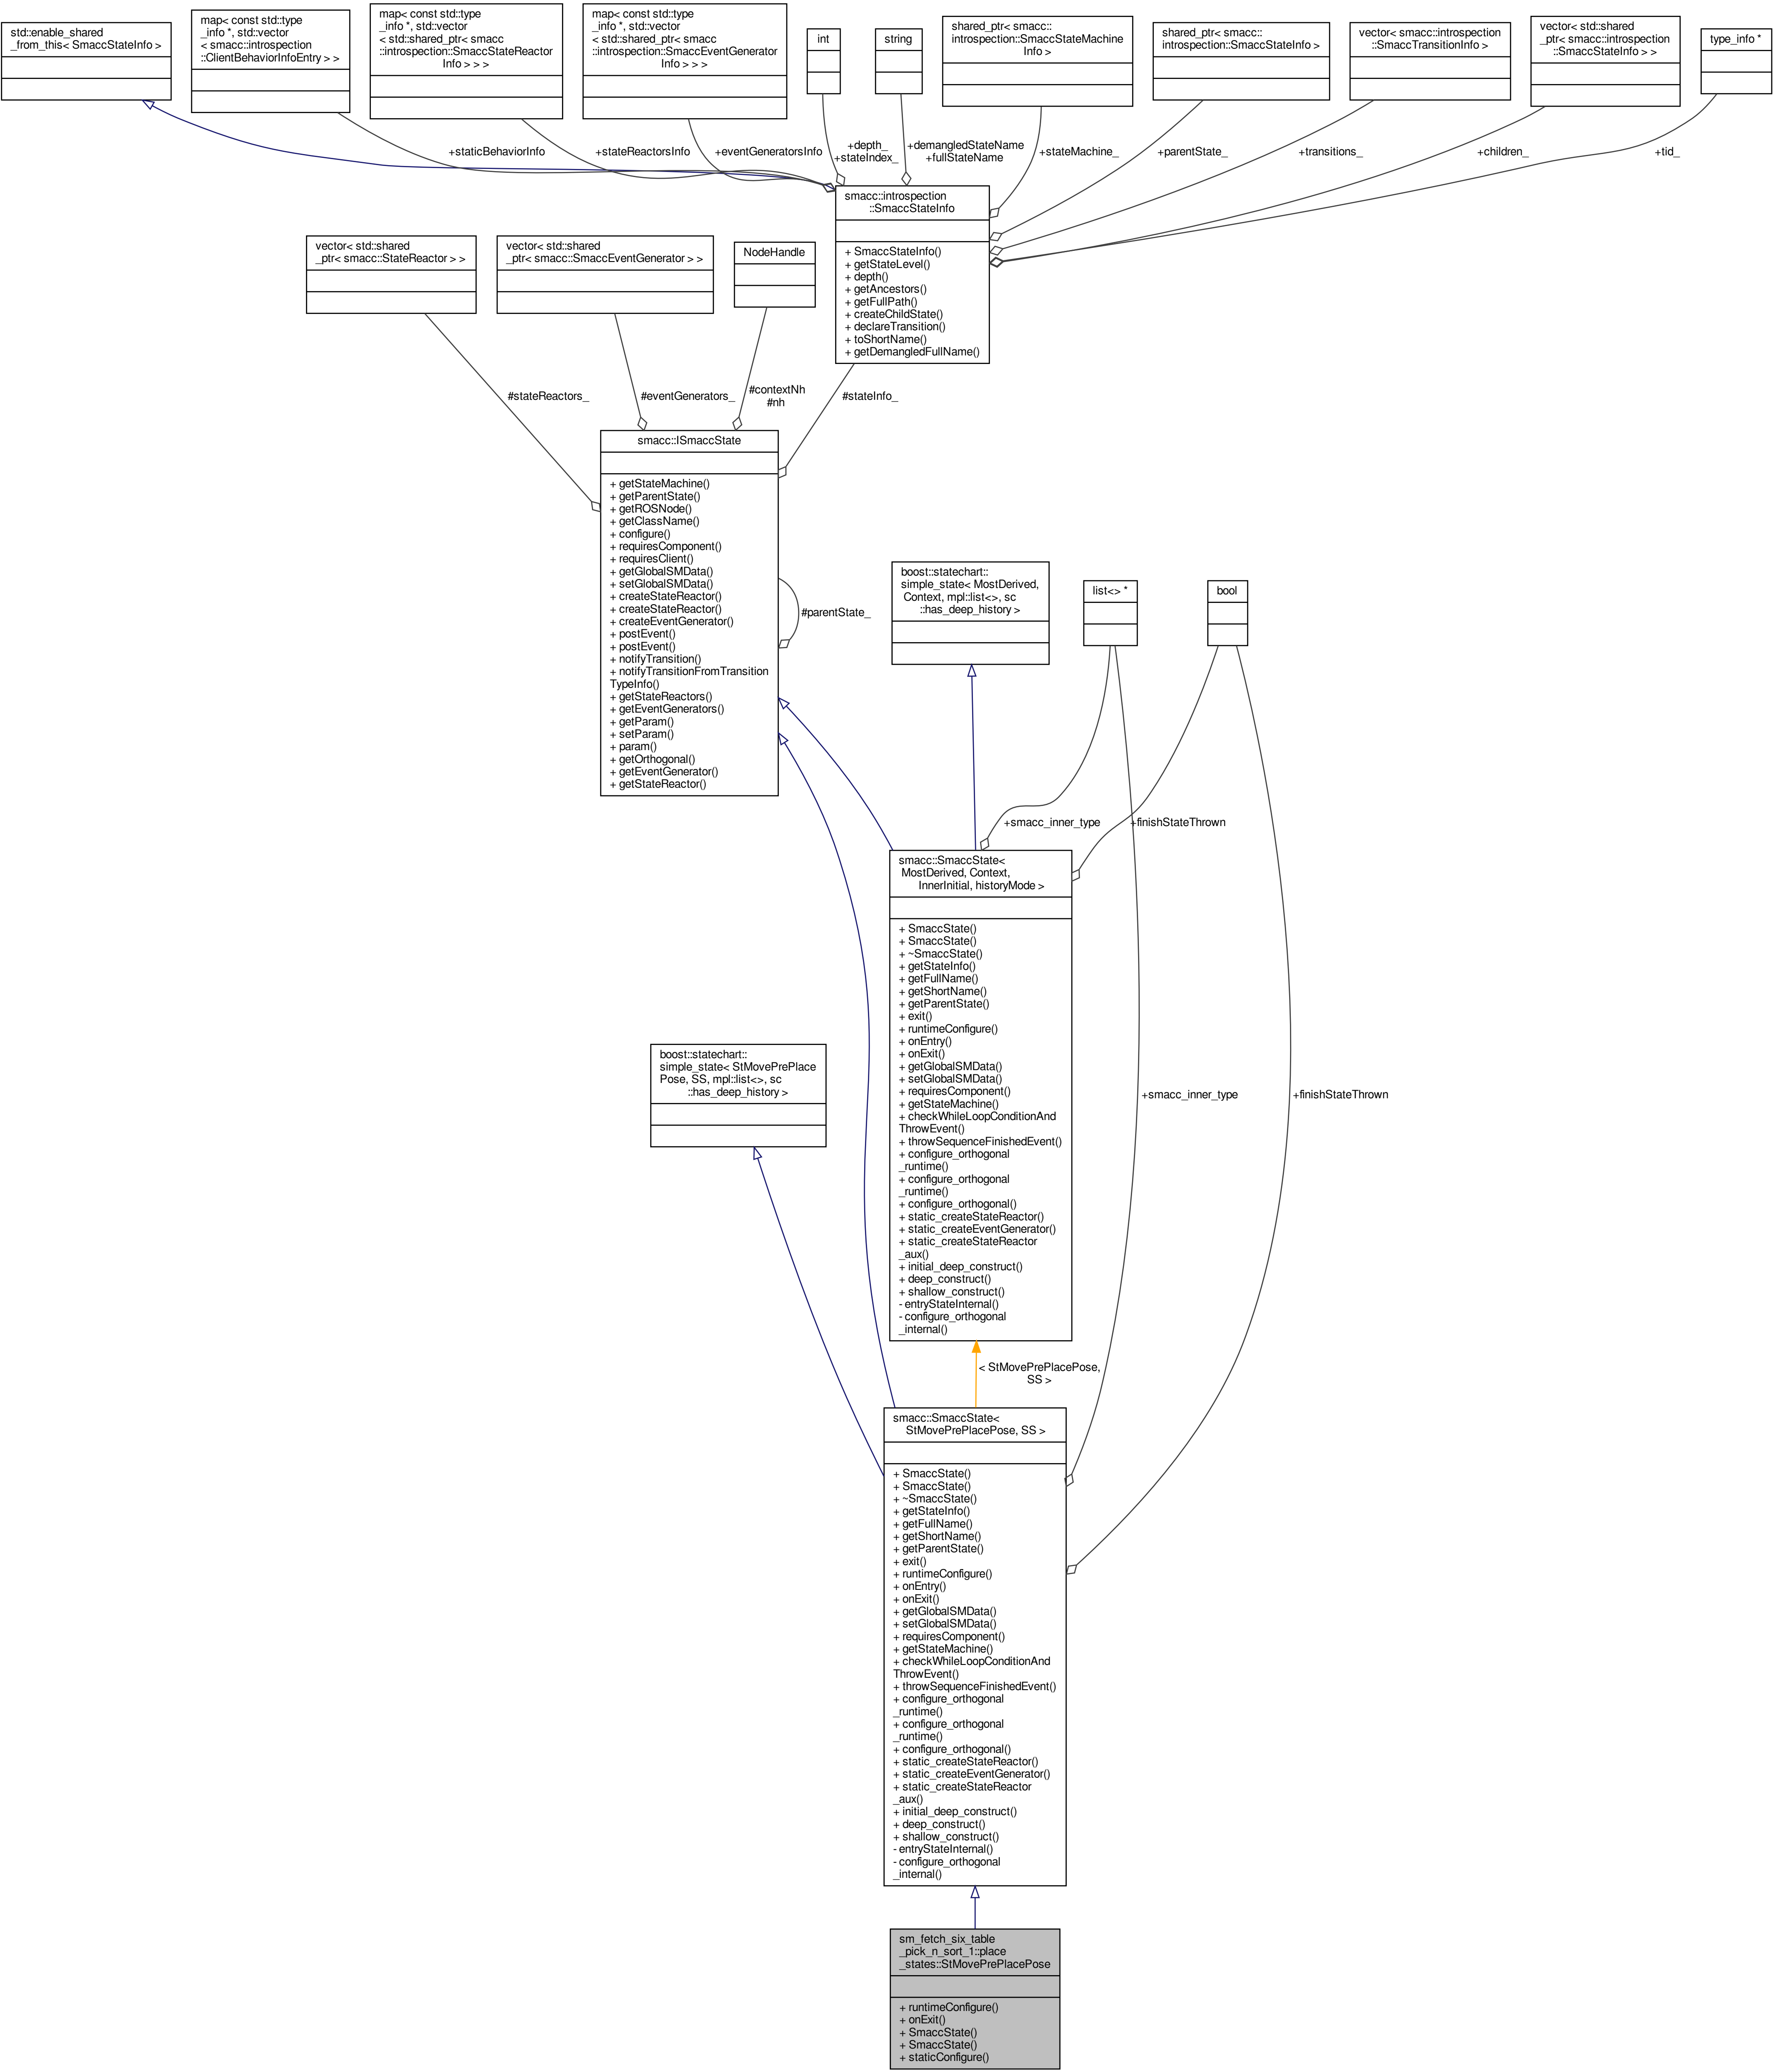 std::enable_shared
_from_this< SmaccStateInfo >
map< const std::type
_info *, std::vector
< smacc::introspection
::ClientBehaviorInfoEntry > >
map< const std::type
_info *, std::vector
< std::shared_ptr< smacc
::introspection::SmaccStateReactor
Info > > >
map< const std::type
_info *, std::vector
< std::shared_ptr< smacc
::introspection::SmaccEventGenerator
Info > > >
int
string
shared_ptr< smacc::
introspection::SmaccStateMachine
Info >
shared_ptr< smacc::
introspection::SmaccStateInfo >
vector< smacc::introspection
::SmaccTransitionInfo >
vector< std::shared
_ptr< smacc::introspection
::SmaccStateInfo > >
type_info *
+staticBehaviorInfo
+stateReactorsInfo
+eventGeneratorsInfo
+depth_
+stateIndex_
+demangledStateName
+fullStateName
+stateMachine_
+parentState_
+transitions_
+children_
+tid_
smacc::introspection
::SmaccStateInfo
+ SmaccStateInfo()
+ getStateLevel()
+ depth()
+ getAncestors()
+ getFullPath()
+ createChildState()
+ declareTransition()
+ toShortName()
+ getDemangledFullName()
vector< std::shared
_ptr< smacc::StateReactor > >
vector< std::shared
_ptr< smacc::SmaccEventGenerator > >
NodeHandle
#stateReactors_
#eventGenerators_
#contextNh
#nh
#stateInfo_
smacc::ISmaccState
+ getStateMachine()
+ getParentState()
+ getROSNode()
+ getClassName()
+ configure()
+ requiresComponent()
+ requiresClient()
+ getGlobalSMData()
+ setGlobalSMData()
+ createStateReactor()
+ createStateReactor()
+ createEventGenerator()
+ postEvent()
+ postEvent()
+ notifyTransition()
+ notifyTransitionFromTransition
TypeInfo()
+ getStateReactors()
+ getEventGenerators()
+ getParam()
+ setParam()
+ param()
+ getOrthogonal()
+ getEventGenerator()
+ getStateReactor()
#parentState_
boost::statechart::
simple_state< MostDerived,
Context, mpl::list<>, sc
::has_deep_history >
list<> *
bool
+smacc_inner_type
+finishStateThrown
smacc::SmaccState<
MostDerived, Context,
InnerInitial, historyMode >
+ SmaccState()
+ SmaccState()
+ ~SmaccState()
+ getStateInfo()
+ getFullName()
+ getShortName()
+ getParentState()
+ exit()
+ runtimeConfigure()
+ onEntry()
+ onExit()
+ getGlobalSMData()
+ setGlobalSMData()
+ requiresComponent()
+ getStateMachine()
+ checkWhileLoopConditionAnd
ThrowEvent()
+ throwSequenceFinishedEvent()
+ configure_orthogonal
_runtime()
+ configure_orthogonal
_runtime()
+ configure_orthogonal()
+ static_createStateReactor()
+ static_createEventGenerator()
+ static_createStateReactor
_aux()
+ initial_deep_construct()
+ deep_construct()
+ shallow_construct()
- entryStateInternal()
- configure_orthogonal
_internal()
boost::statechart::
simple_state< StMovePrePlace
Pose, SS, mpl::list<>, sc
::has_deep_history >
+smacc_inner_type
+finishStateThrown
< StMovePrePlacePose,
SS >
smacc::SmaccState<
StMovePrePlacePose, SS >
+ SmaccState()
+ SmaccState()
+ ~SmaccState()
+ getStateInfo()
+ getFullName()
+ getShortName()
+ getParentState()
+ exit()
+ runtimeConfigure()
+ onEntry()
+ onExit()
+ getGlobalSMData()
+ setGlobalSMData()
+ requiresComponent()
+ getStateMachine()
+ checkWhileLoopConditionAnd
ThrowEvent()
+ throwSequenceFinishedEvent()
+ configure_orthogonal
_runtime()
+ configure_orthogonal
_runtime()
+ configure_orthogonal()
+ static_createStateReactor()
+ static_createEventGenerator()
+ static_createStateReactor
_aux()
+ initial_deep_construct()
+ deep_construct()
+ shallow_construct()
- entryStateInternal()
- configure_orthogonal
_internal()
sm_fetch_six_table
_pick_n_sort_1::place
_states::StMovePrePlacePose
+ runtimeConfigure()
+ onExit()
+ SmaccState()
+ SmaccState()
+ staticConfigure()